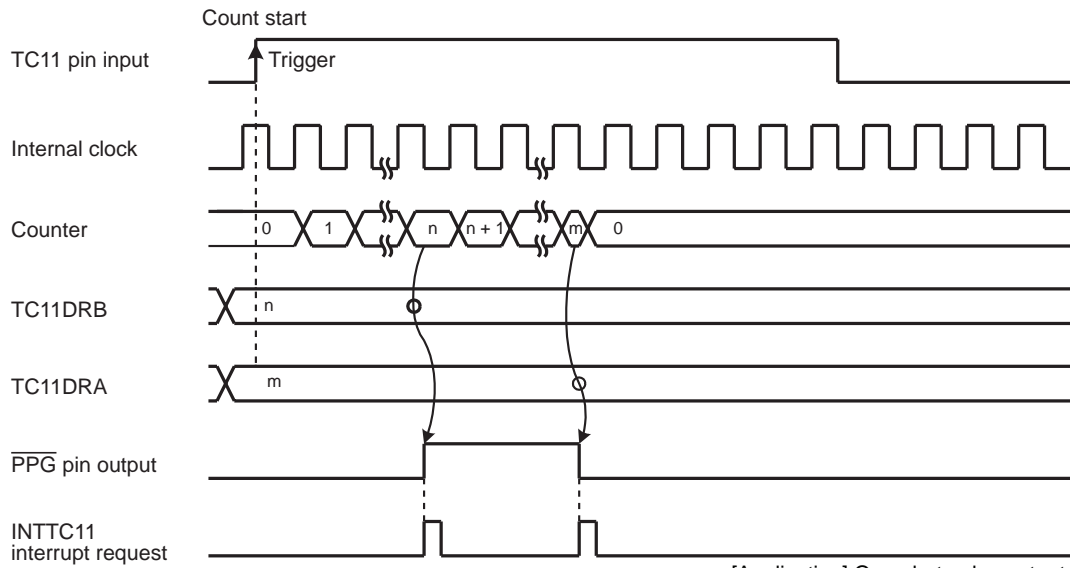 Count start
TC11 pin input
Trigger
Internal clock
Counter
0 1 n n + 1 m 0
TC11DRB
n
TC11DRA
m
PPG pin output
INTTC11
interrupt request